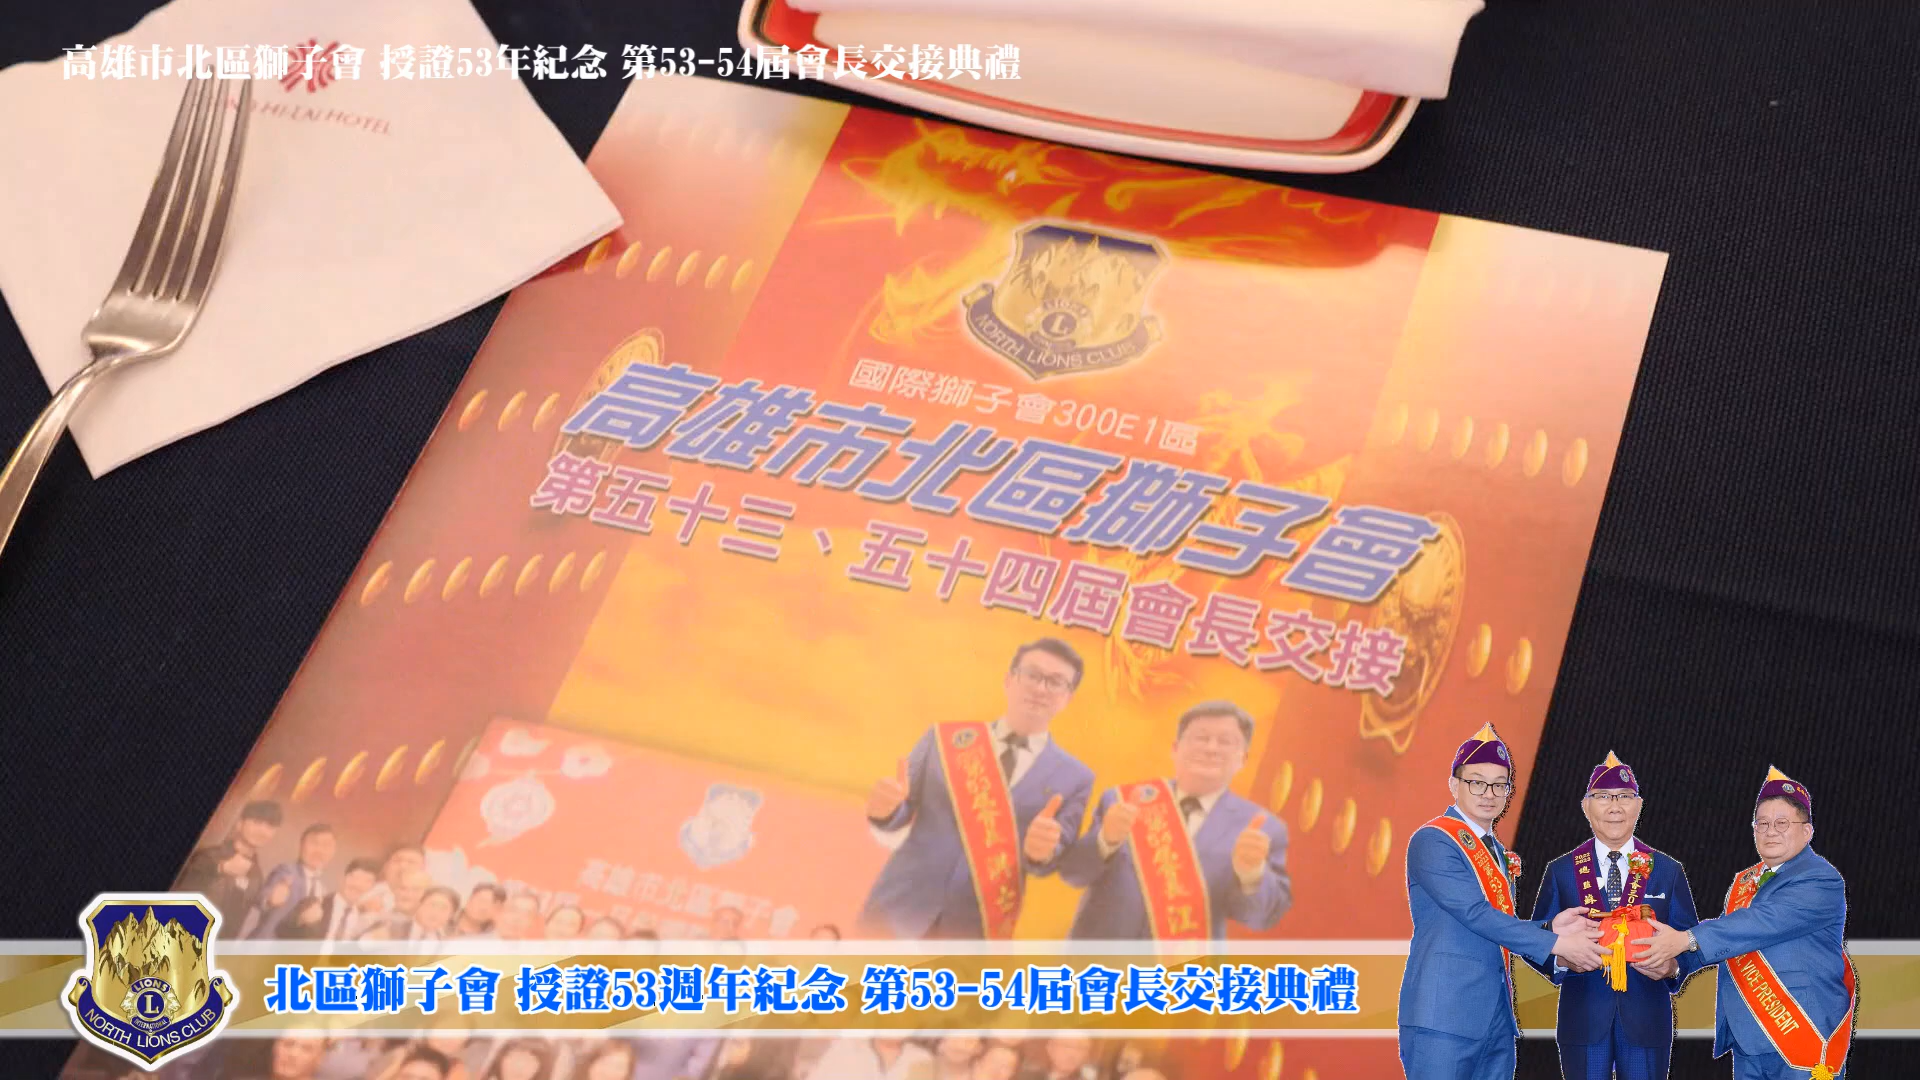 高雄市北區獅子會 授證53年紀念 第53-54屆會長交接典禮
HI-LAI HOTEL
LIONS
L
NORTH LIONS CLUB
國際獅子會300E1區
高雄市北區獅子會
第五十三、五十四屆會長交接
高雄市北區獅子會
LIONS
L
INTERNATIONAL
NORTH LIONS CLUB
北區獅子會 授證53週年紀念 第53-54屆會長交接典禮
VICE PRESIDENT